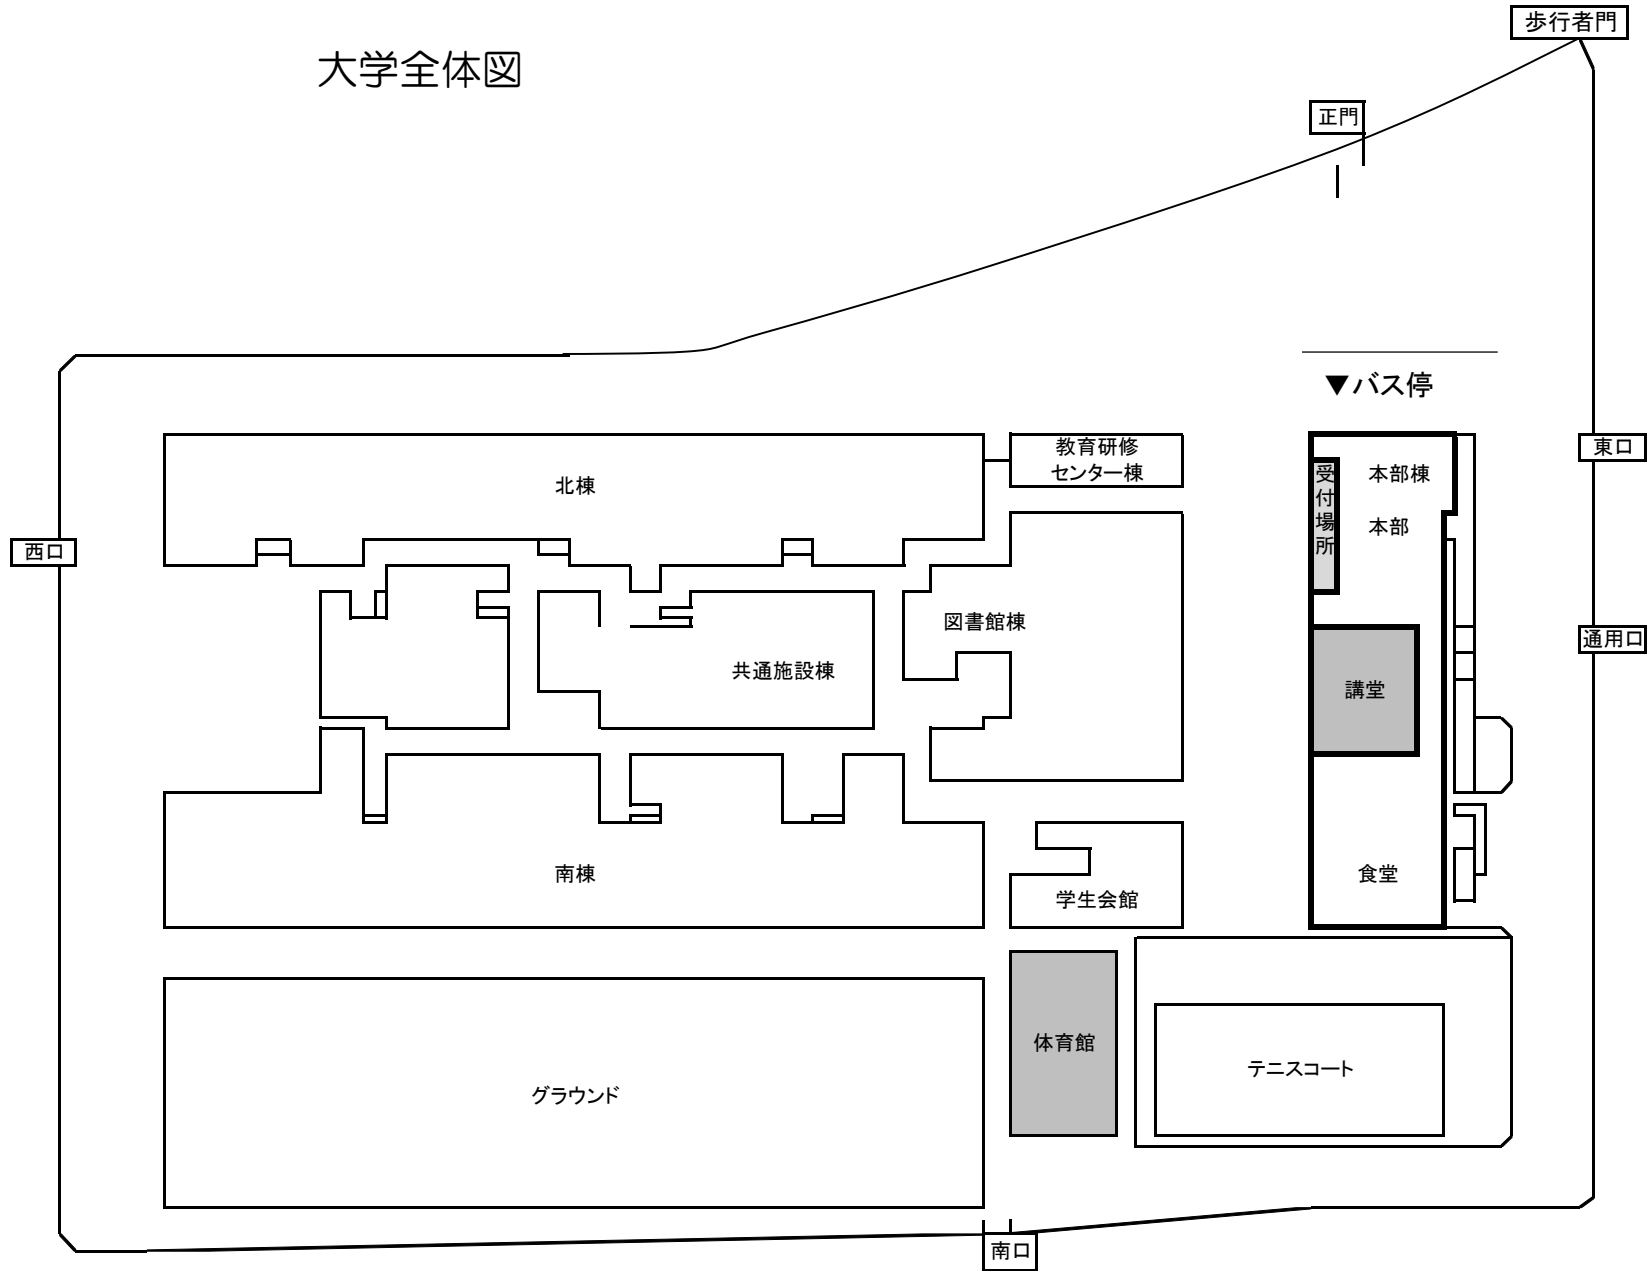 歩行者門
大学全体図
正門
▼バス停
教育研修
センター棟
東口
北棟
受付場所
本部棟
本部
西口
図書館棟
通用口
共通施設棟
講堂
南棟
食堂
学生会館
体育館
テニスコート
グラウンド
南口